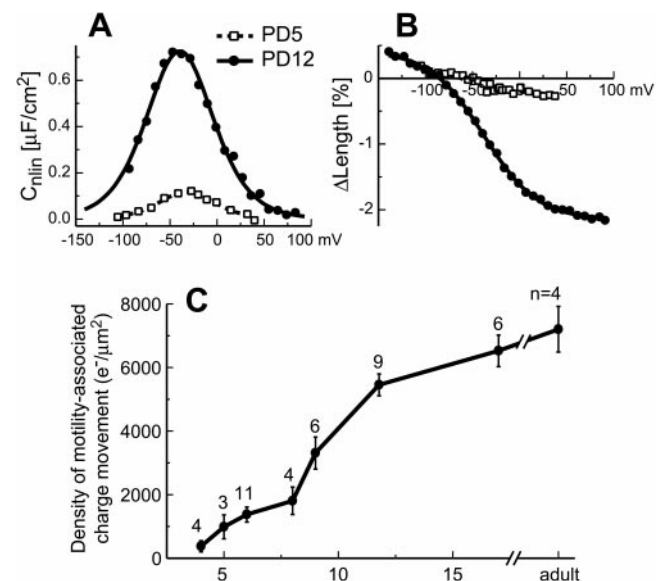 A
PD5
PD12
C nlin [μF/cm²]
0.6
0.4
0.2
0.0
-150 -100 -50 0 50 100 mV
B
ΔLength [%]
0
-1
-2
-100 -50 0 50 100 mV
C
Density of motility-associated
charge movement (e⁻/μm²)
8000
6000
4000
2000
0
4
3
11
4
6
9
6
n=4
5 10 15 adult